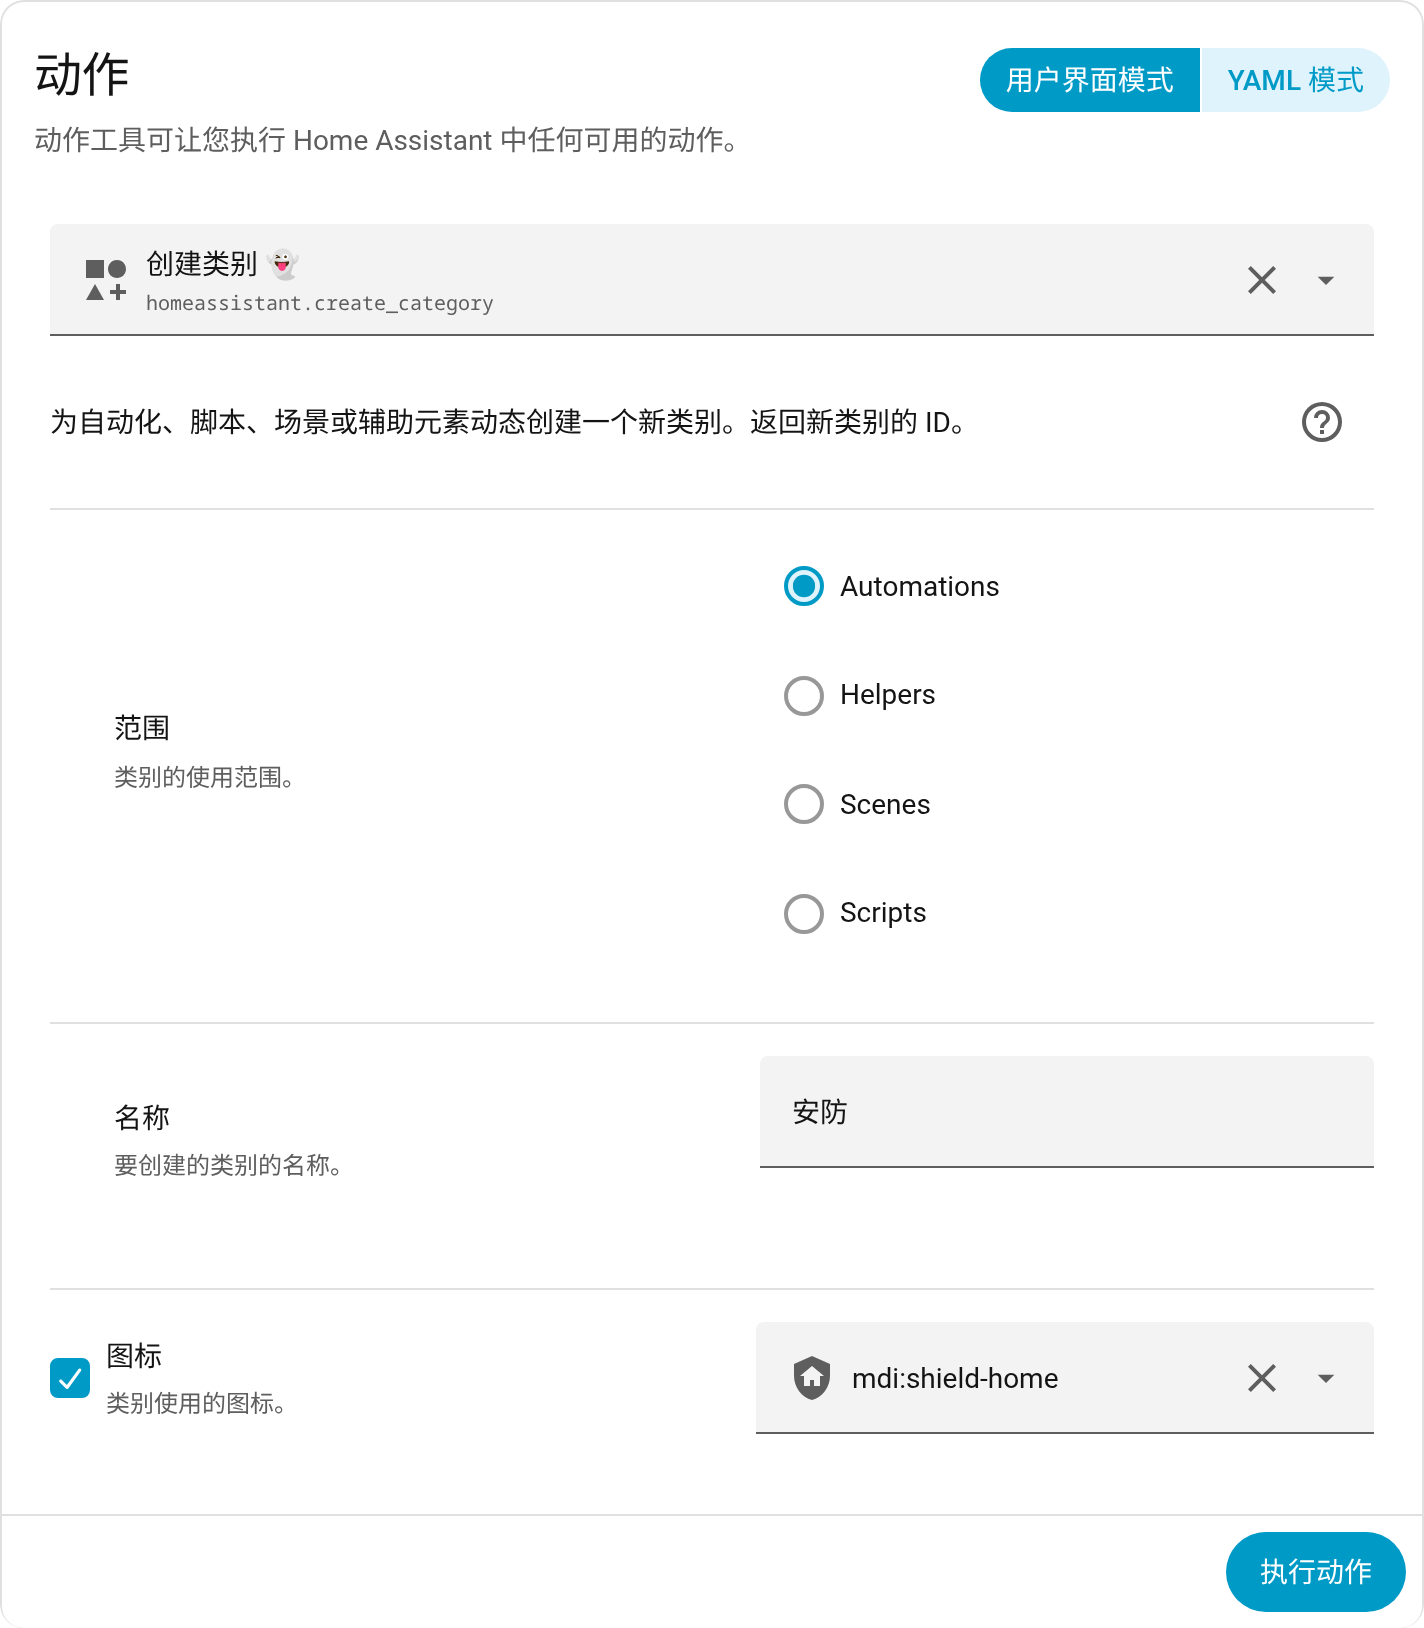 动作
用户界面模式
YAML 模式
动作工具可让您执行 Home Assistant 中任何可用的动作。
创建类别 👻
homeassistant.create_category
为自动化、脚本、场景或辅助元素动态创建一个新类别。返回新类别的 ID。
范围
类别的使用范围。
Automations
Helpers
Scenes
Scripts
名称
要创建的类别的名称。
安防
图标
类别使用的图标。
mdi:shield-home
执行动作